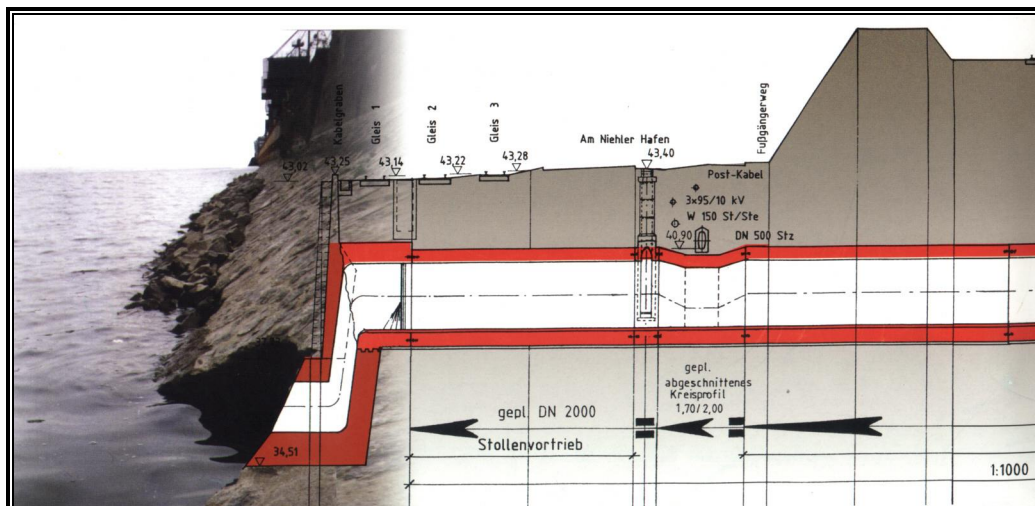 Kabelgraben
Gleis 1
Gleis 2
Gleis 3
Am Niehler Hafen
Fußgängerweg
43,02
43,25
43,14
43,22
43,28
43,40
Post-Kabel
3x95/10 kV
W 150 St/Ste
40,90
DN 500 Stz
gepl.
abgeschnittenes
Kreisprofil
1,70/2,00
gepl. DN 2000
Stollenvortrieb
34,51
1:1000